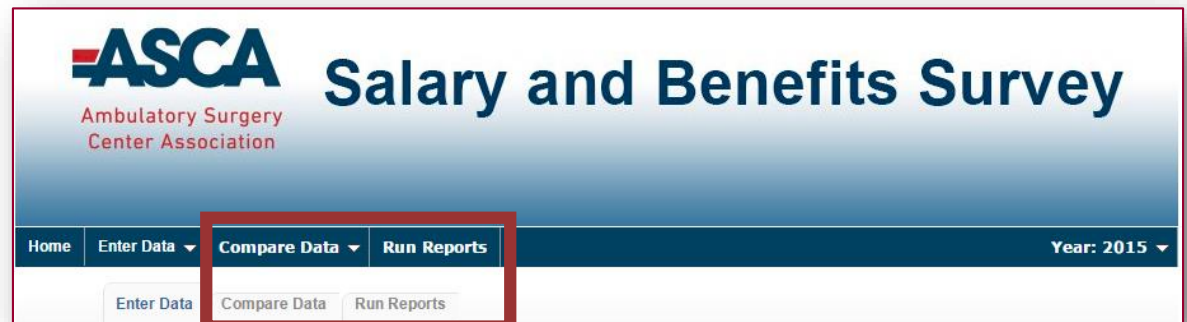 ASCA
Ambulatory Surgery
Center Association
Salary and Benefits Survey
Home Enter Data Compare Data Run Reports Year: 2015
Enter Data Compare Data Run Reports